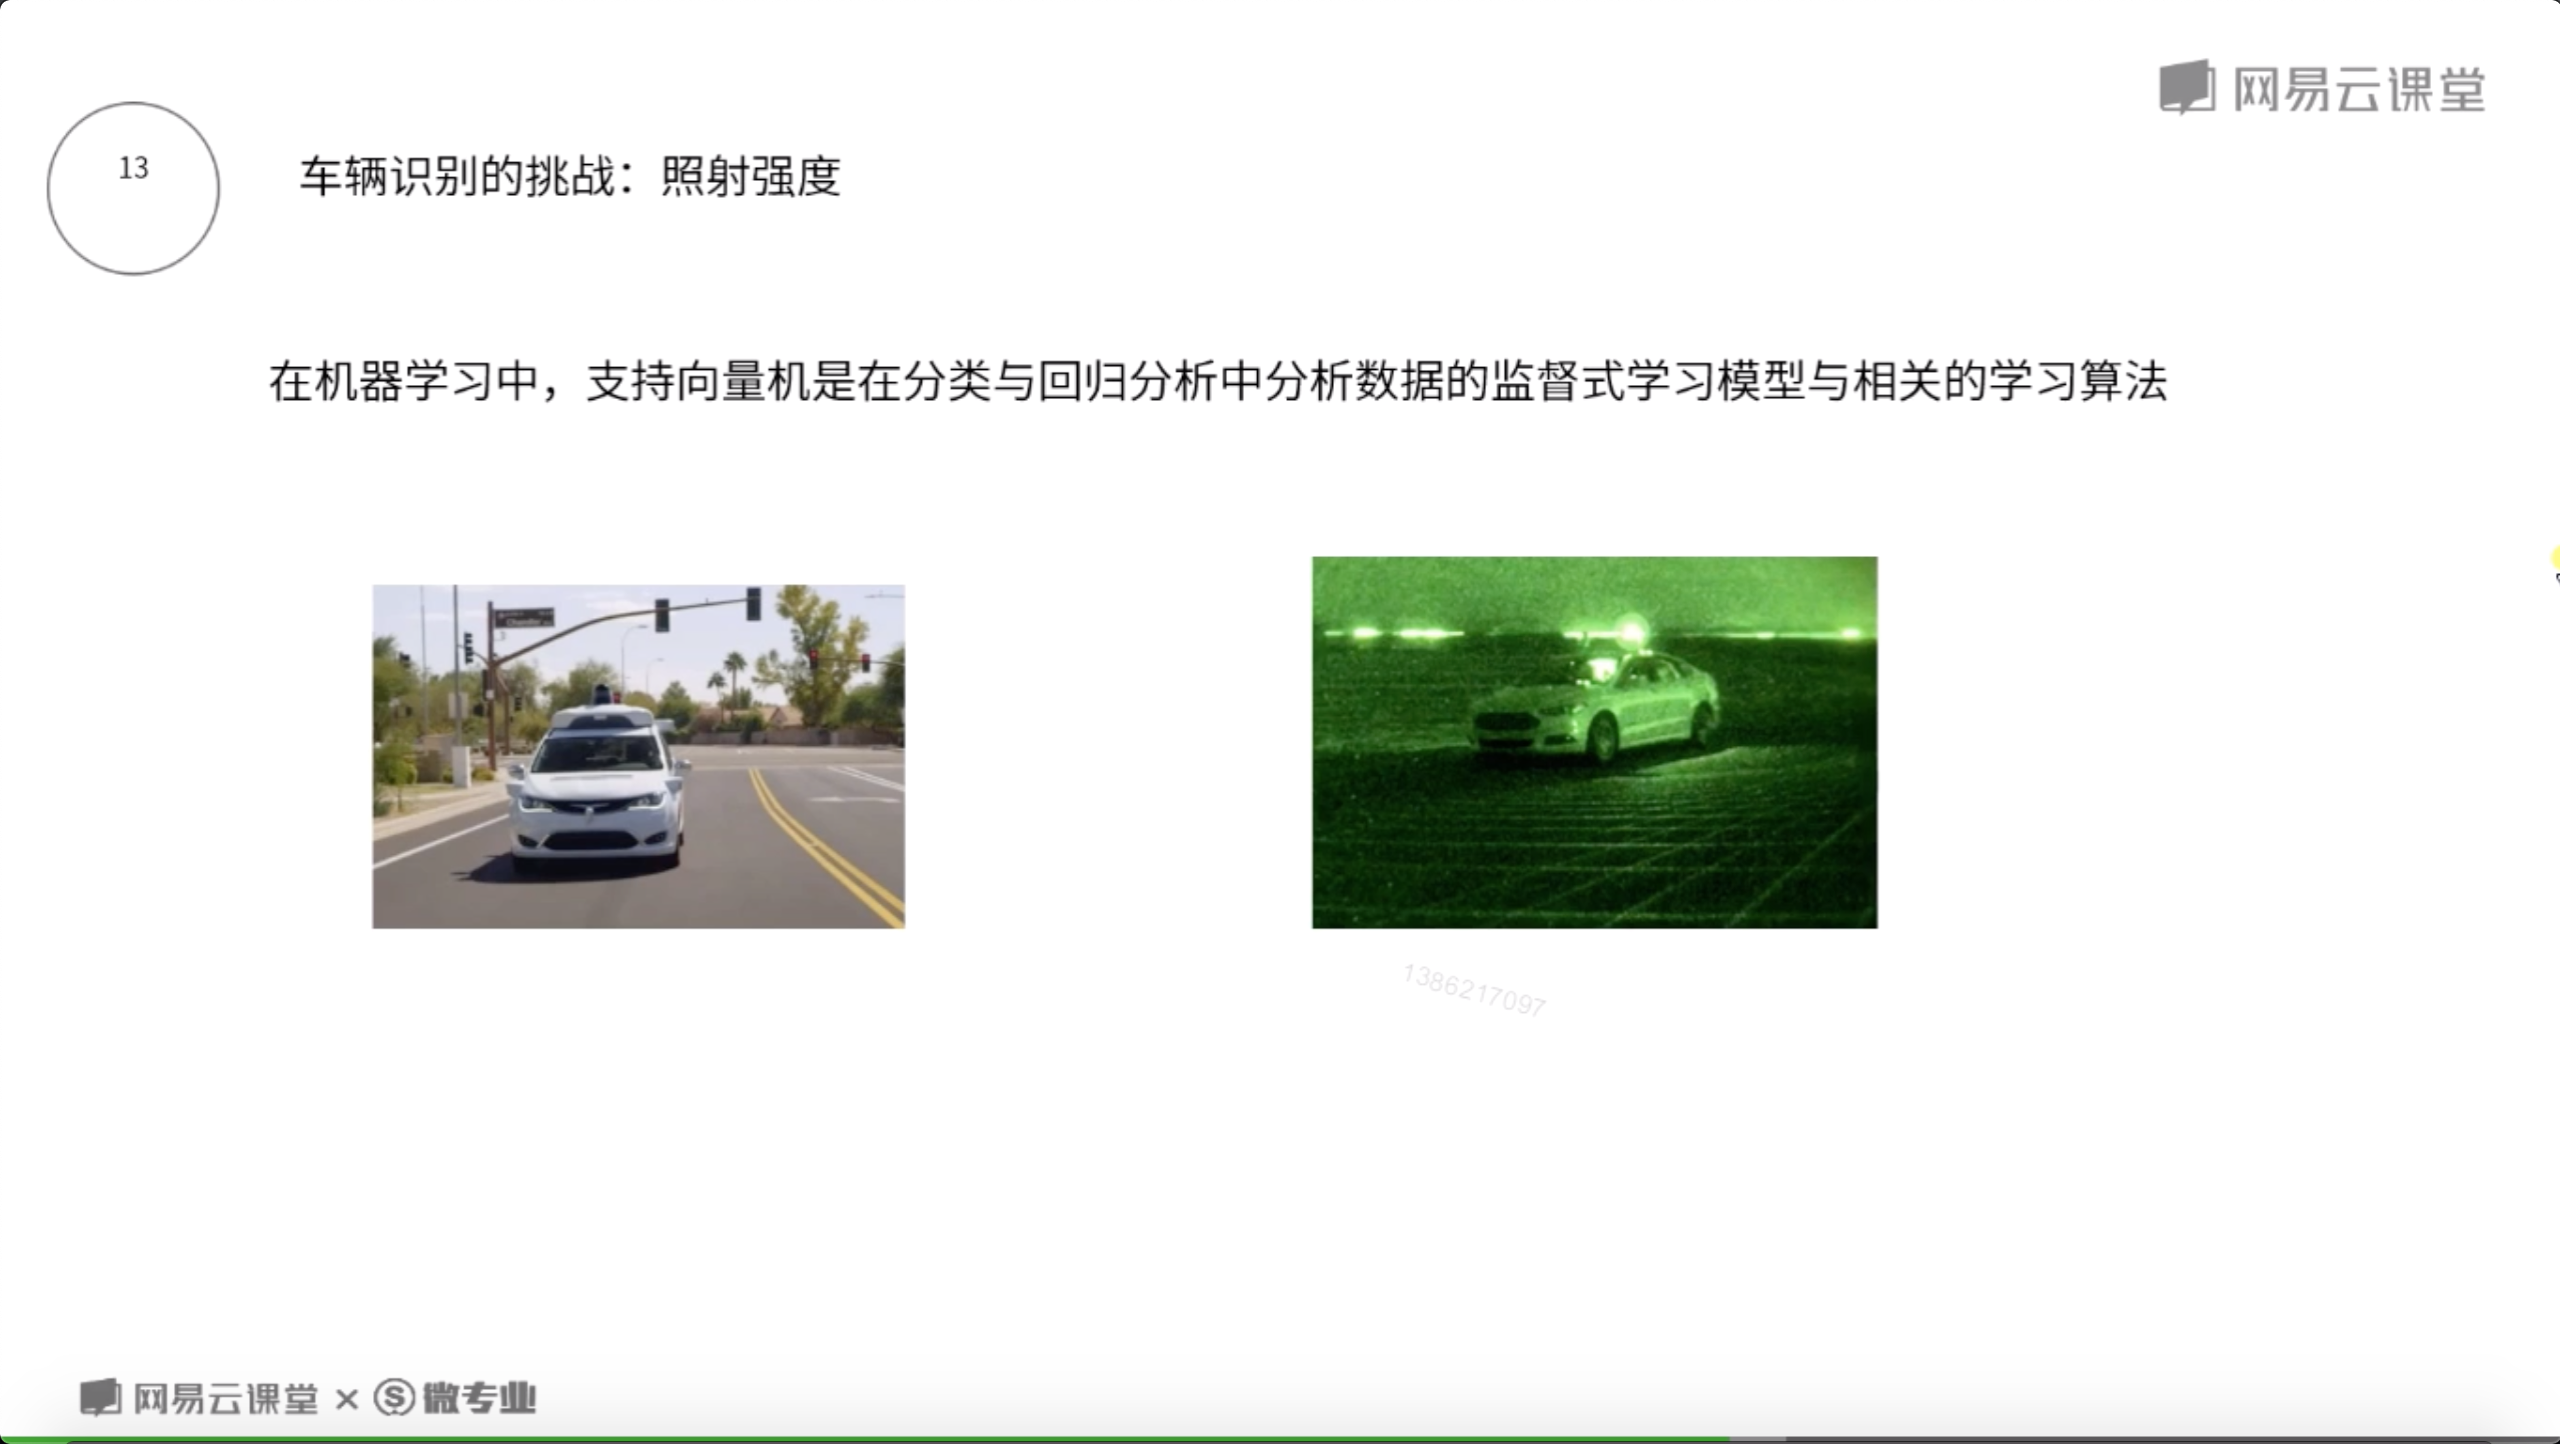 网易云课堂
13
车辆识别的挑战：照射强度
在机器学习中，支持向量机是在分类与回归分析中分析数据的监督式学习模型与相关的学习算法
Chandler
1386217097
网易云课堂 × S 微专业